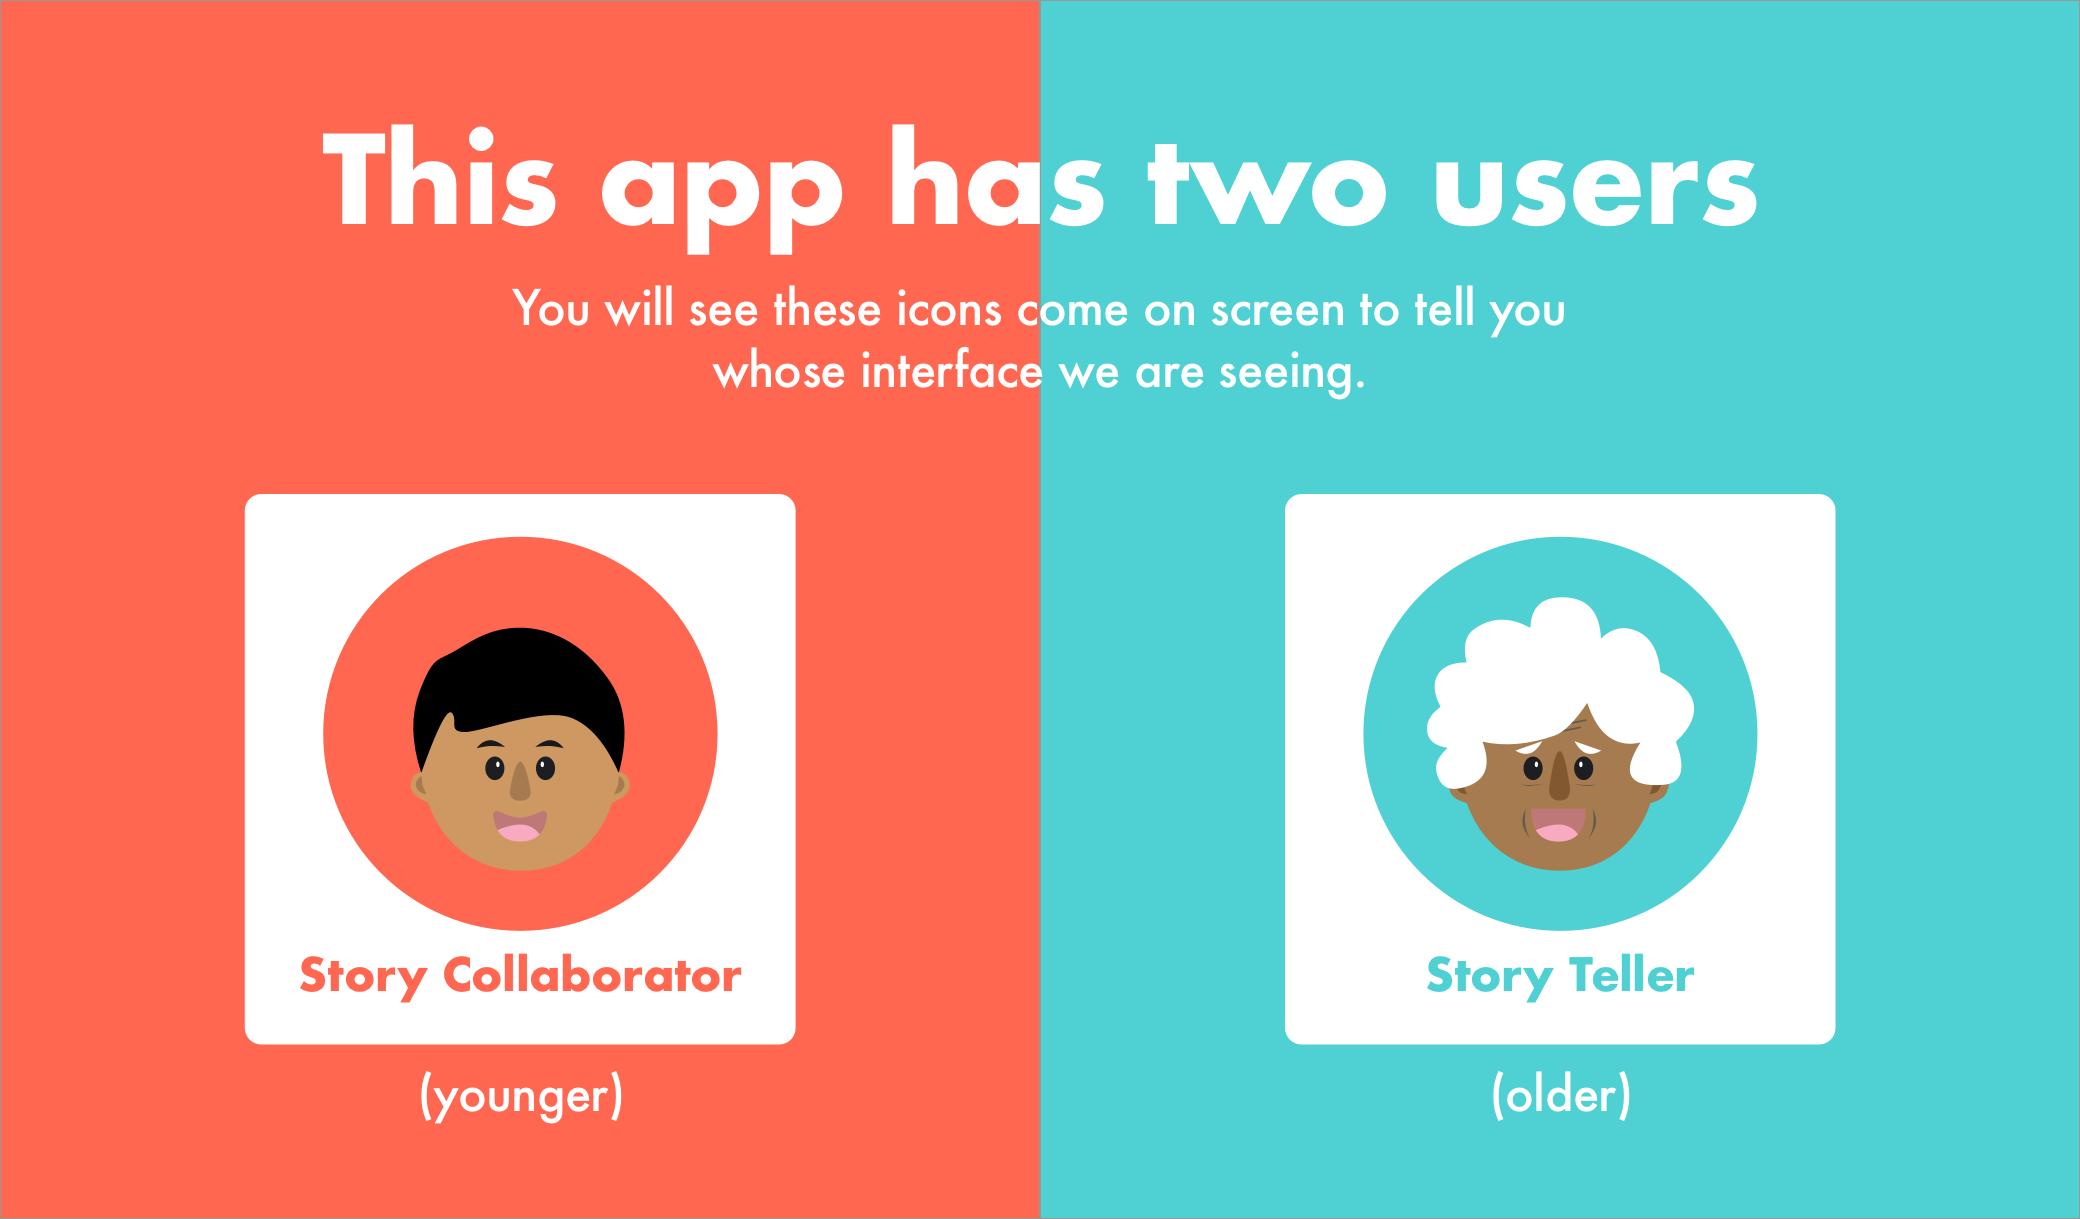 This app has two users
You will see these icons come on screen to tell you
whose interface we are seeing.
Story Collaborator
(younger)
Story Teller
(older)